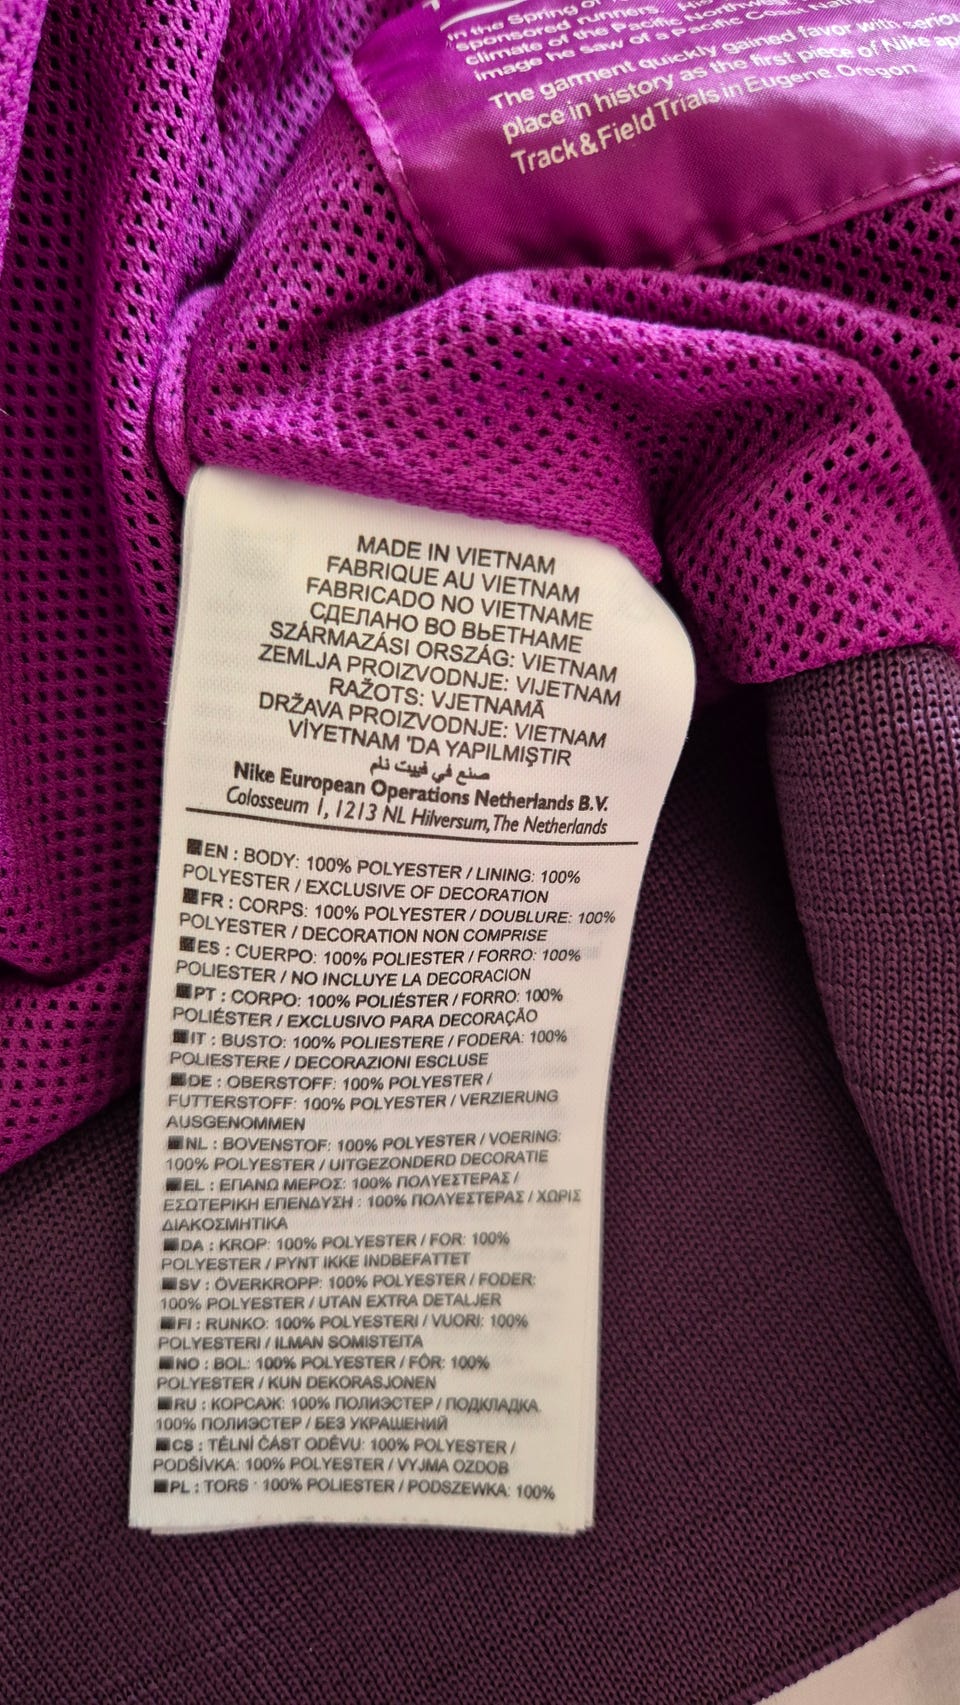 in the Spring of
sponsored runners.
climate of the Pacific Northwest.
image he saw of a Pacific Coast Native
The garment quickly gained favor with
place in history as the first piece of Nike
Track & Field Trials in Eugene, Oregon.
MADE IN VIETNAM
FABRIQUE AU VIETNAM
FABRICADO NO VIETNAME
СДЕЛАНО ВО ВЬЕТНАМЕ
SZÁRMAZÁSI ORSZÁG: VIETNAM
ZEMLJA PROIZVODNJE: VIJETNAM
RAŽOTS: VJETNAMĀ
DRŽAVA PROIZVODNJE: VIETNAM
VİYETNAM 'DA YAPILMIŞTIR
صنع في فييت نام
Nike European Operations Netherlands B.V.
Colosseum 1, 1213 NL Hilversum, The Netherlands
EN : BODY: 100% POLYESTER / LINING: 100%
POLYESTER / EXCLUSIVE OF DECORATION
FR : CORPS: 100% POLYESTER / DOUBLURE: 100%
POLYESTER / DECORATION NON COMPRISE
ES : CUERPO: 100% POLIESTER / FORRO: 100%
POLIESTER / NO INCLUYE LA DECORACION
PT : CORPO: 100% POLIÉSTER / FORRO: 100%
POLIÉSTER / EXCLUSIVO PARA DECORAÇÃO
IT : BUSTO: 100% POLIESTERE / FODERA: 100%
POLIESTERE / DECORAZIONI ESCLUSE
DE : OBERSTOFF: 100% POLYESTER /
FUTTERSTOFF: 100% POLYESTER / VERZIERUNG
AUSGENOMMEN
NL : BOVENSTOF: 100% POLYESTER / VOERING:
100% POLYESTER / UITGEZONDERD DECORATIE
EL : ΕΠΑΝΩ ΜΕΡΟΣ: 100% ΠΟΛΥΕΣΤΕΡΑΣ /
ΕΣΩΤΕΡΙΚΗ ΕΠΕΝΔΥΣΗ : 100% ΠΟΛΥΕΣΤΕΡΑΣ / ΧΩΡΙΣ
ΔΙΑΚΟΣΜΗΤΙΚΑ
DA : KROP: 100% POLYESTER / FOR: 100%
POLYESTER / PYNT IKKE INDBEFATTET
SV : ÖVERKROPP: 100% POLYESTER / FODER:
100% POLYESTER / UTAN EXTRA DETALJER
FI : RUNKO: 100% POLYESTERI / VUORI: 100%
POLYESTERI / ILMAN SOMISTEITA
NO : BOL: 100% POLYESTER / FÔR: 100%
POLYESTER / KUN DEKORASJONEN
RU : КОРСАЖ: 100% ПОЛИЭСТЕР / ПОДКЛАДКА:
100% ПОЛИЭСТЕР / БЕЗ УКРАШЕНИЙ
CS : TĚLNÍ ČÁST ODĚVU: 100% POLYESTER /
PODŠÍVKA: 100% POLYESTER / VYJMA OZDOB
PL : TORS : 100% POLIESTER / PODSZEWKA: 100%